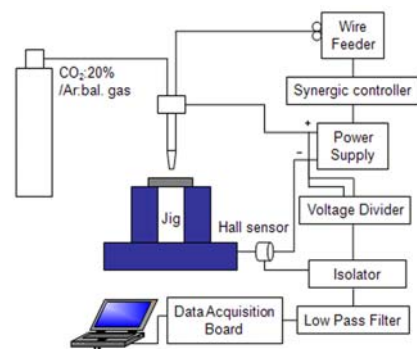 Wire
Feeder
CO₂:20%
/Ar:bal. gas
Synergic controller
+
Power
Supply
-
Jig
Voltage Divider
Hall sensor
Isolator
Data Acquisition
Board
Low Pass Filter